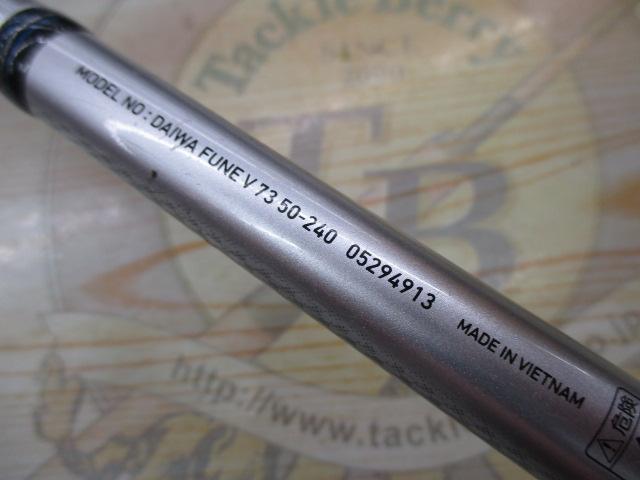 Tackle Berry
SINCE
MODEL NO : DAIWA FUNE V 73 50-240 05294913
MADE IN VIETNAM
危険
TB
http://www.tackl